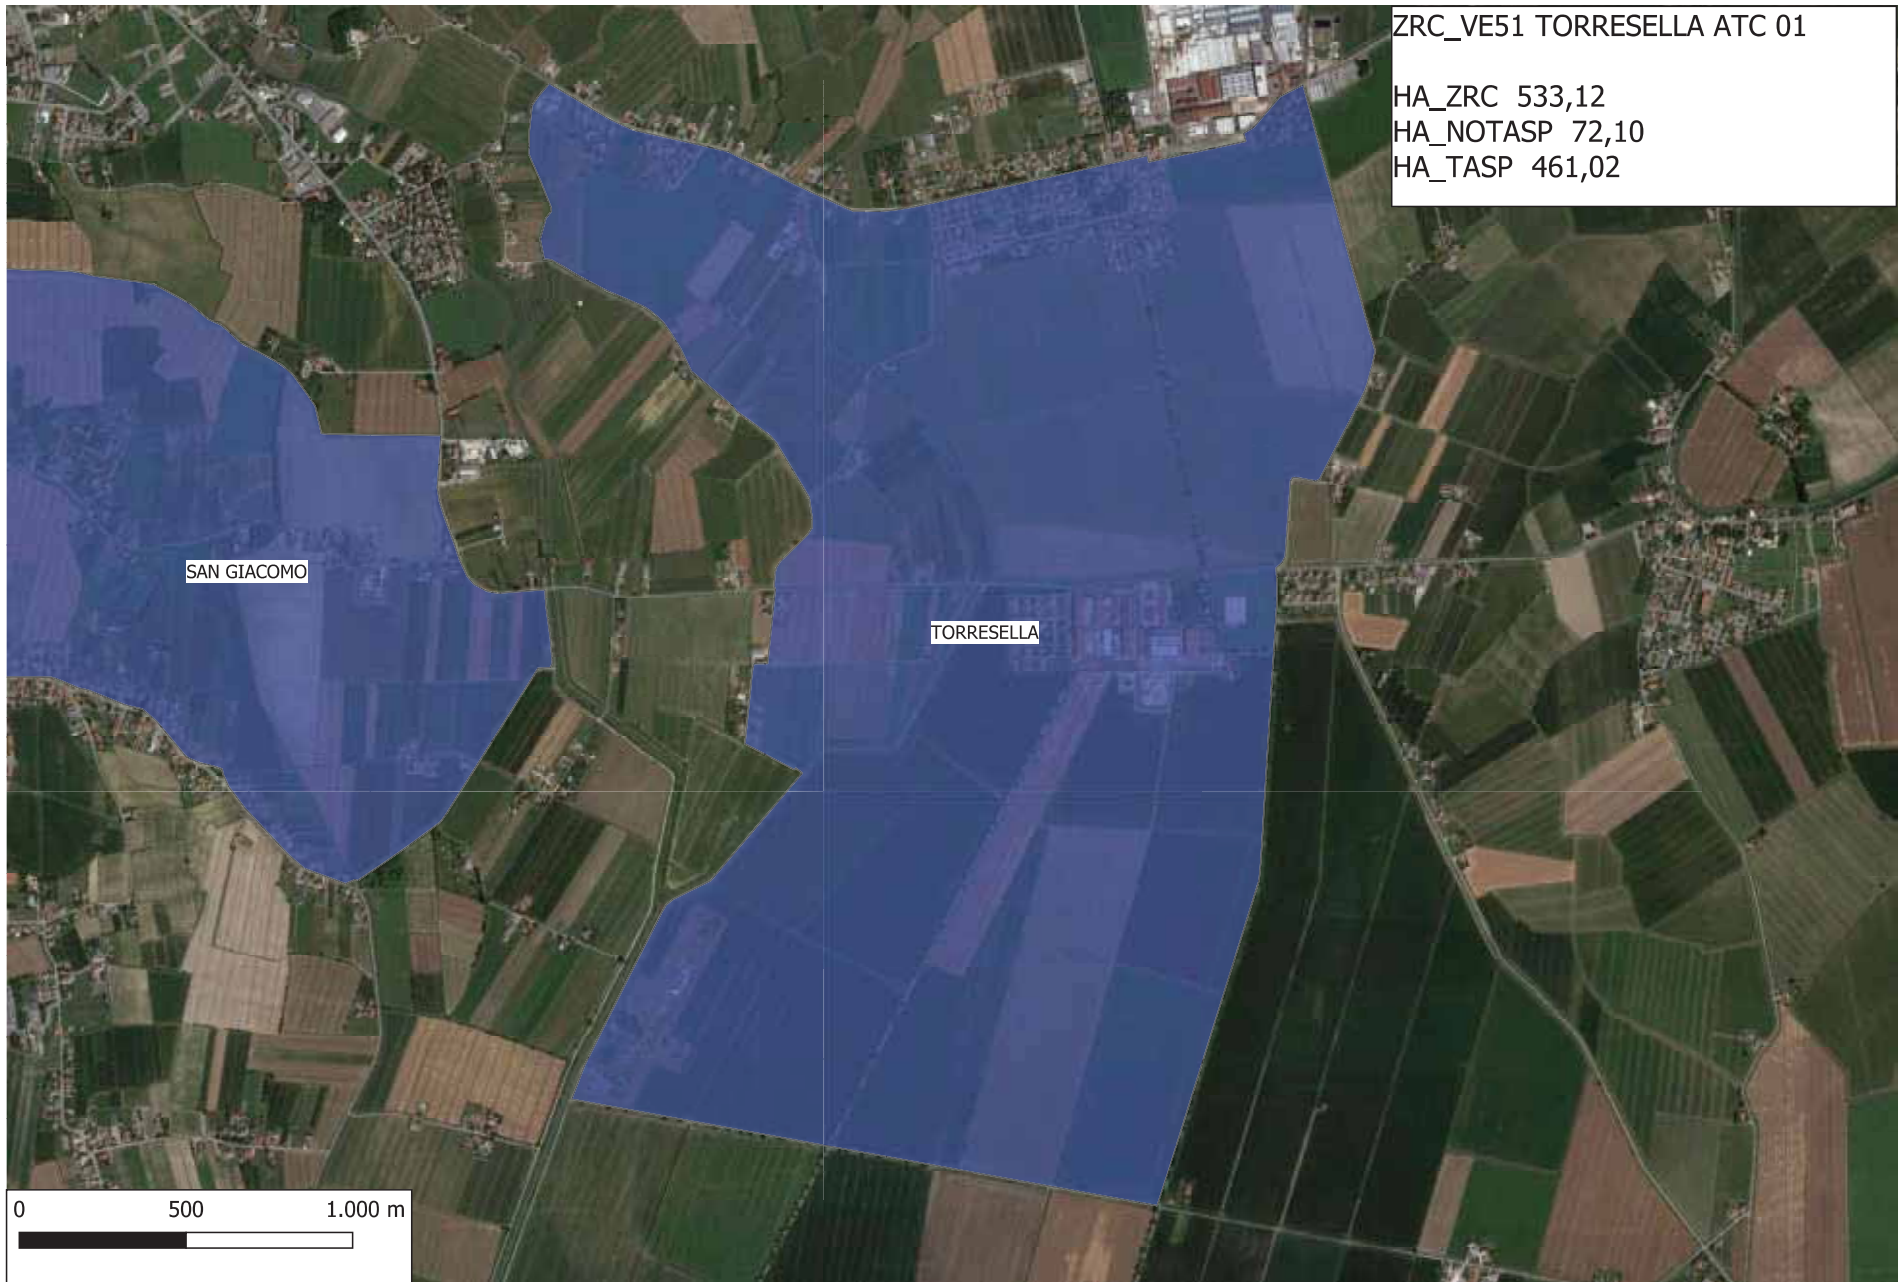 ZRC_VE51 TORRESELLA ATC 01
HA_ZRC 533,12
HA_NOTASP 72,10
HA_TASP 461,02
SAN GIACOMO
TORRESELLA
0 500 1.000 m